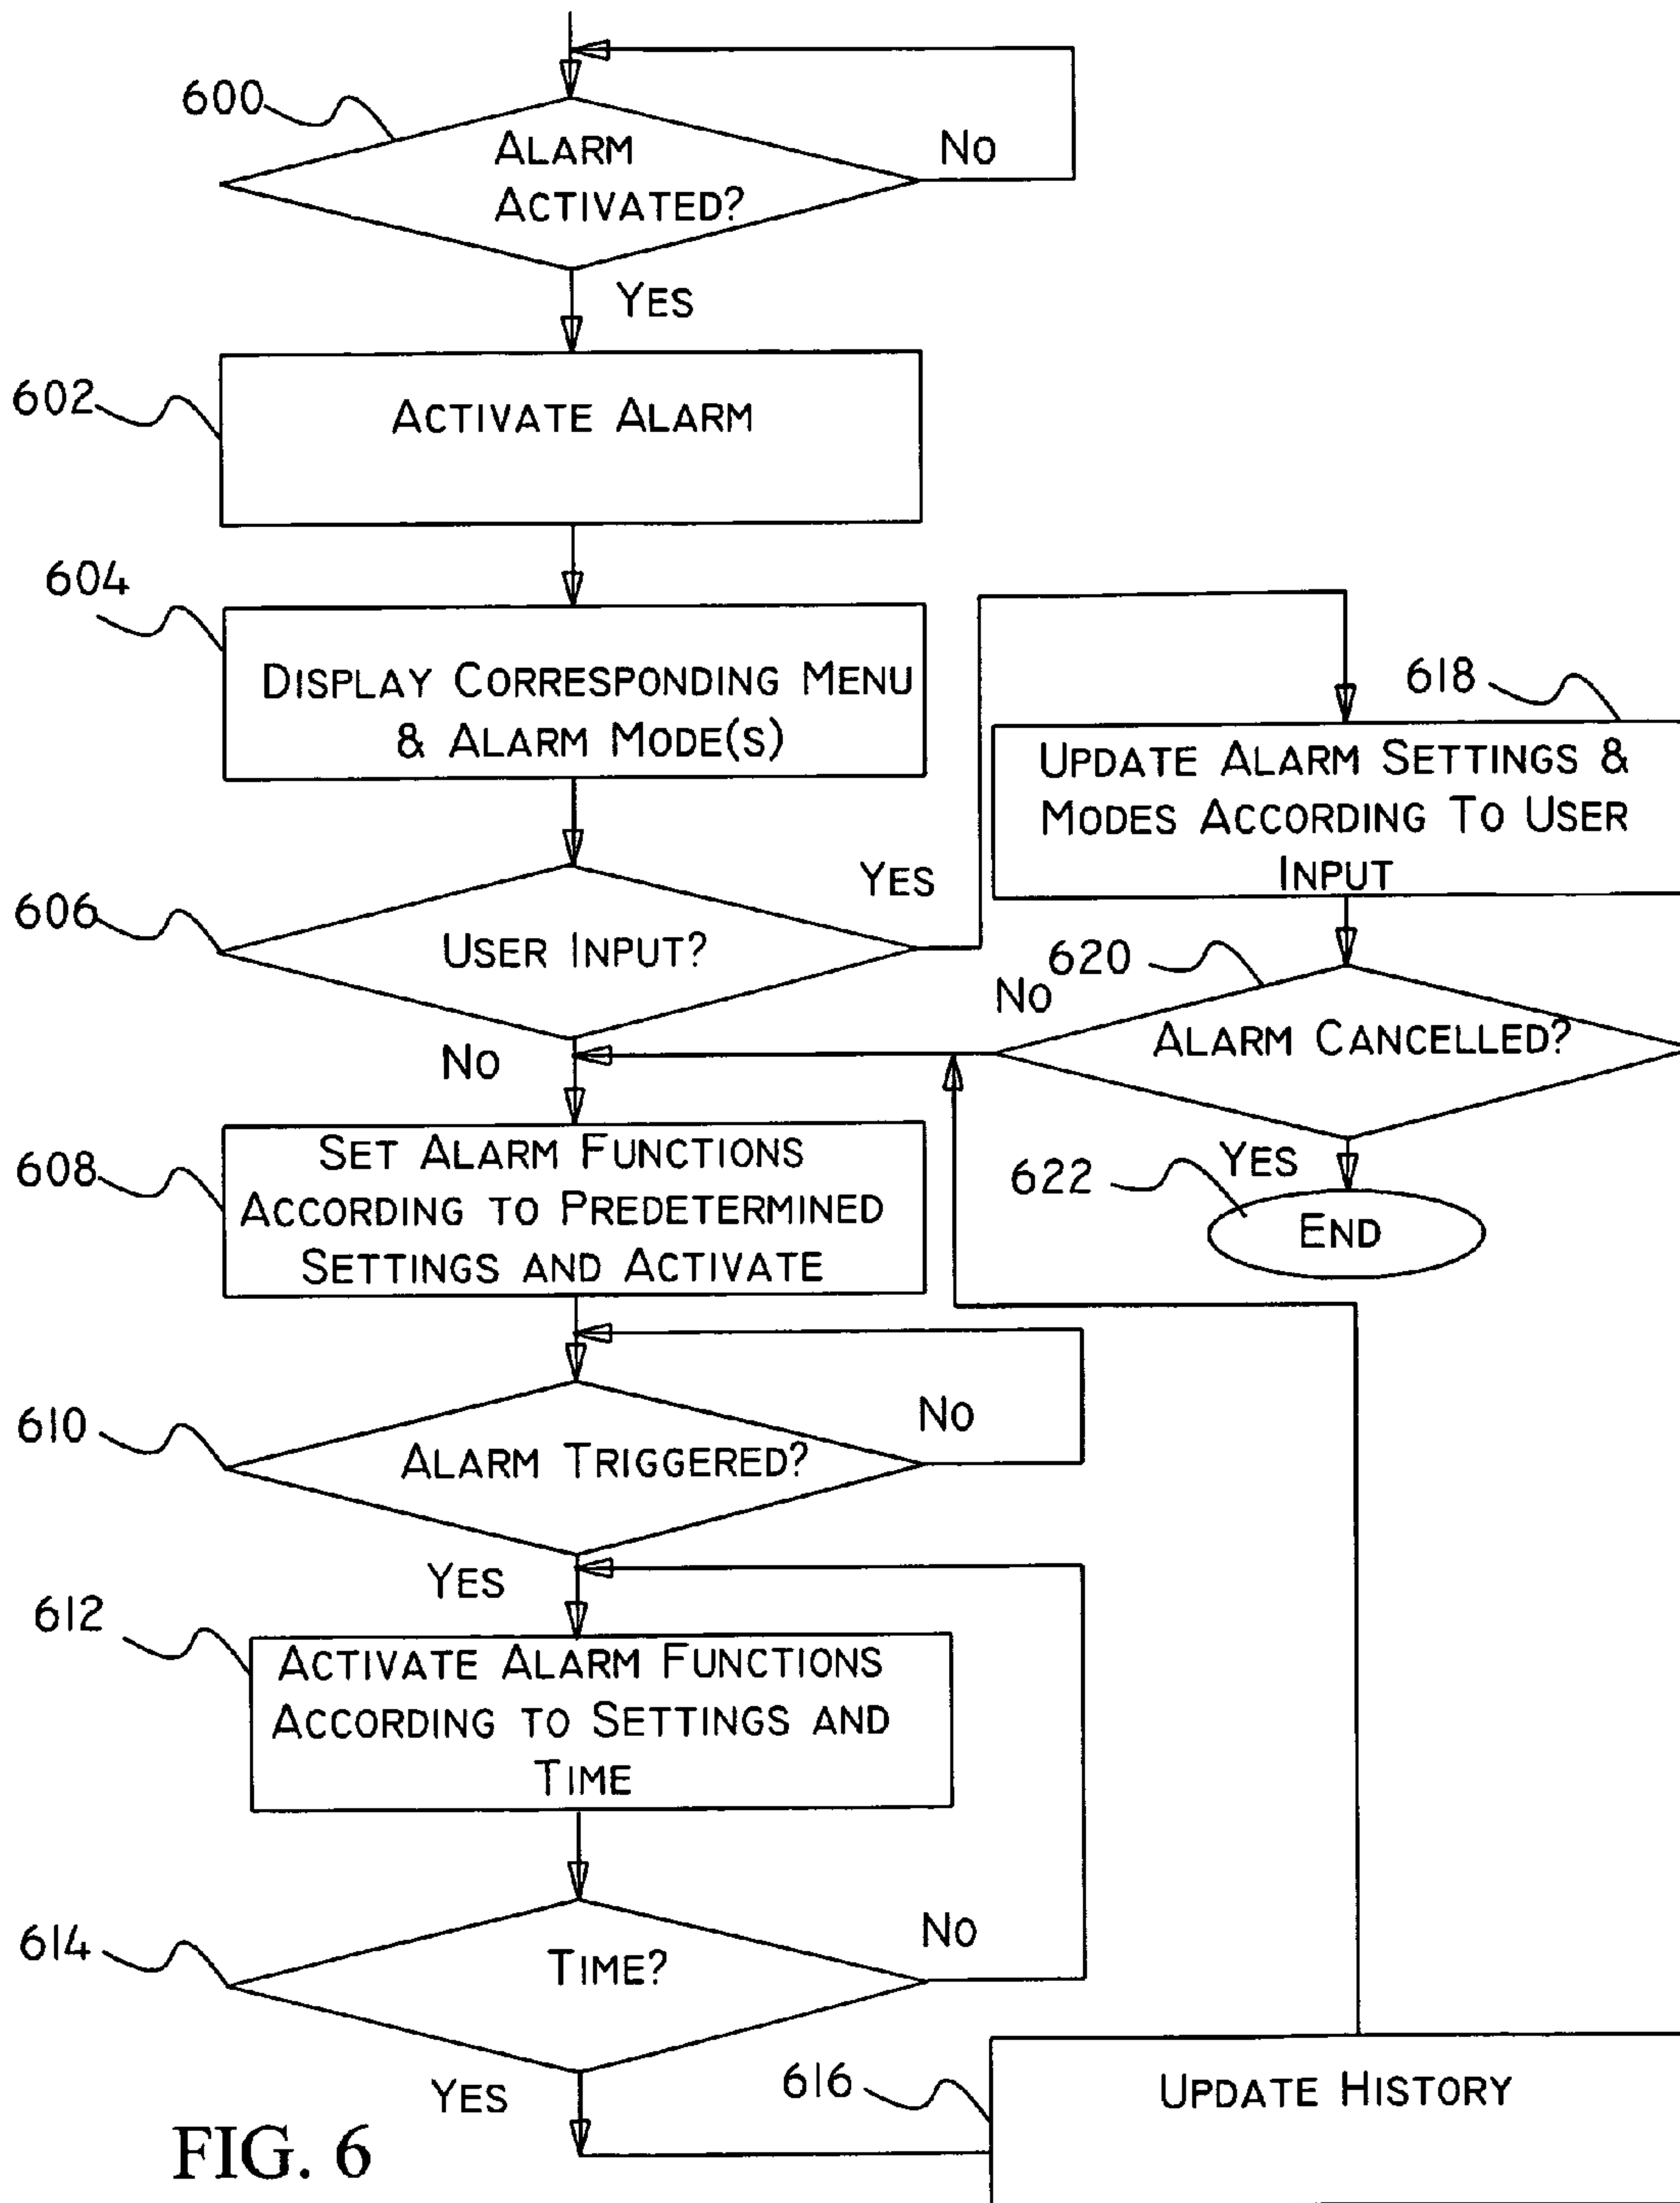 600
ALARM
ACTIVATED?
NO
YES
602
ACTIVATE ALARM
604
DISPLAY CORRESPONDING MENU
& ALARM MODE(S)
606
USER INPUT?
YES
NO
618
UPDATE ALARM SETTINGS &
MODES ACCORDING TO USER
INPUT
620
NO
ALARM CANCELLED?
YES
622
END
608
SET ALARM FUNCTIONS
ACCORDING TO PREDETERMINED
SETTINGS AND ACTIVATE
610
ALARM TRIGGERED?
NO
YES
612
ACTIVATE ALARM FUNCTIONS
ACCORDING TO SETTINGS AND
TIME
614
TIME?
NO
YES
616
UPDATE HISTORY
FIG. 6